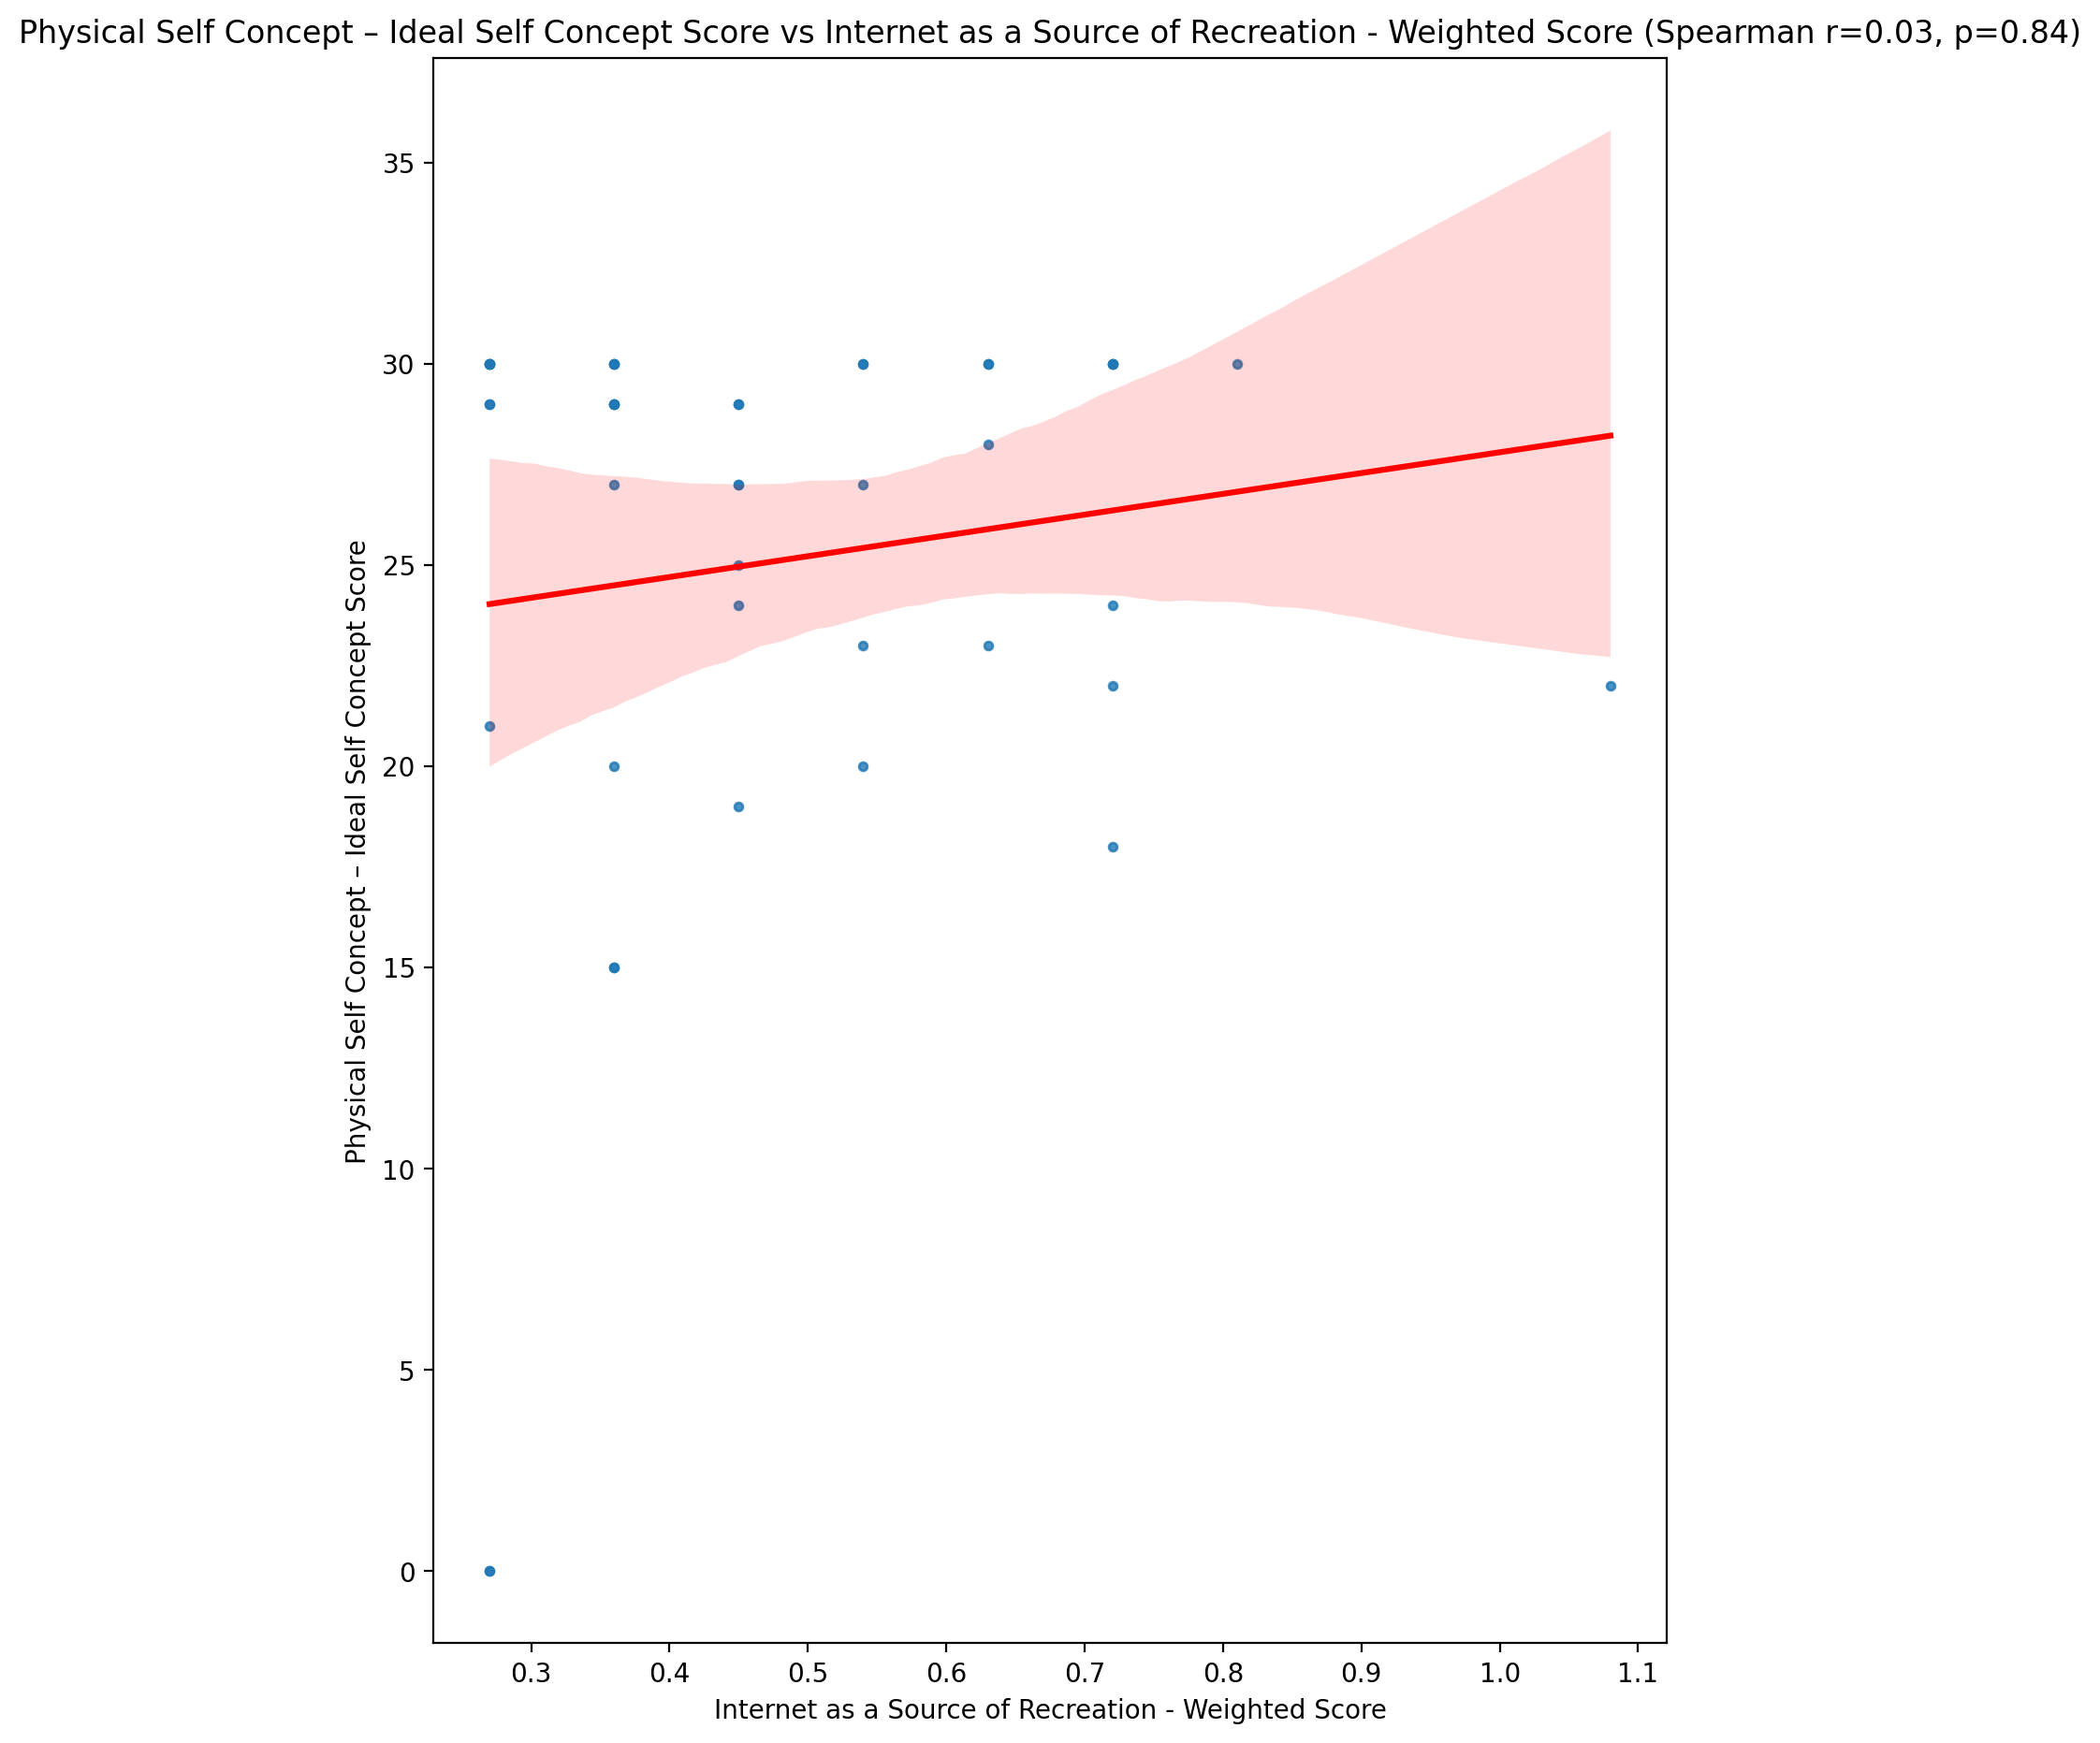 Physical Self Concept – Ideal Self Concept Score vs Internet as a Source of Recreation - Weighted Score (Spearman r=0.03, p=0.84)
Physical Self Concept – Ideal Self Concept Score
35
30
25
20
15
10
5
0
0.3 0.4 0.5 0.6 0.7 0.8 0.9 1.0 1.1
Internet as a Source of Recreation - Weighted Score